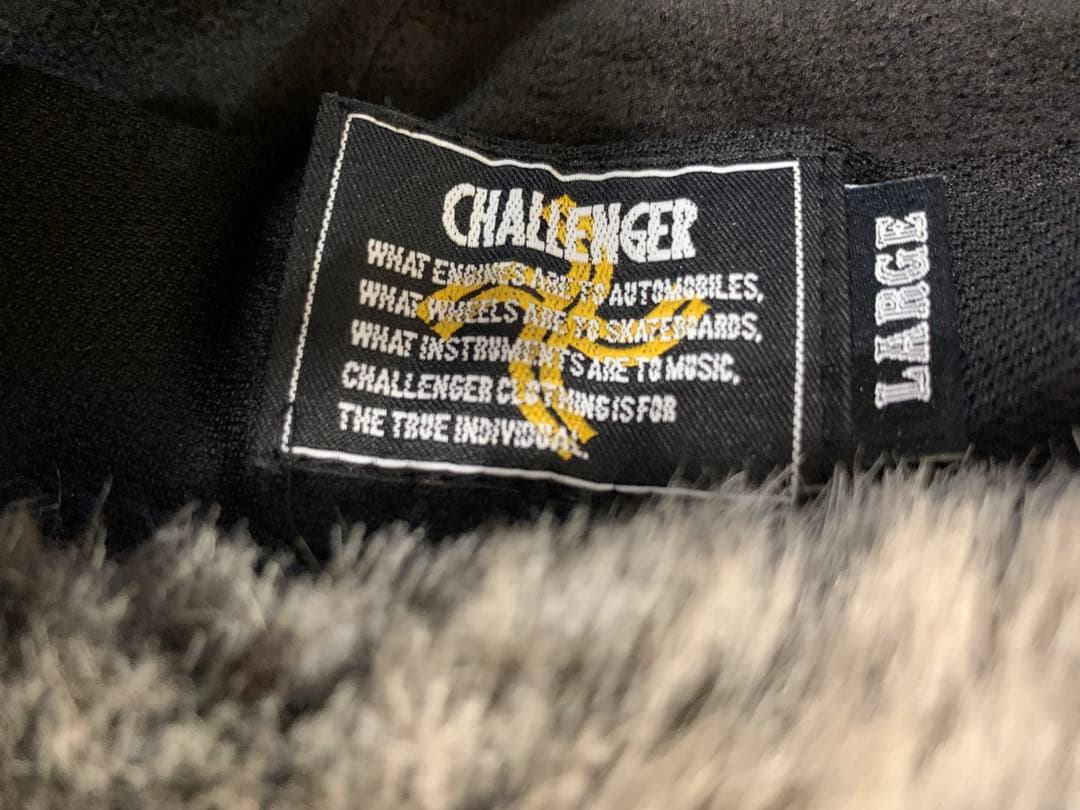 CHALLENGER
WHAT ENGINES ARE TO AUTOMOBILES,
WHAT WHEELS ARE TO SKATEBOARDS,
WHAT INSTRUMENTS ARE TO MUSIC,
CHALLENGER CLOTHING IS FOR
THE TRUE INDIVIDUAL.
LARGE